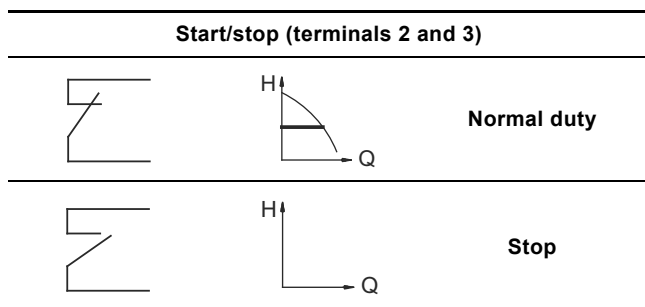 Start/stop (terminals 2 and 3)
H
Normal duty
Q
H
Stop
Q